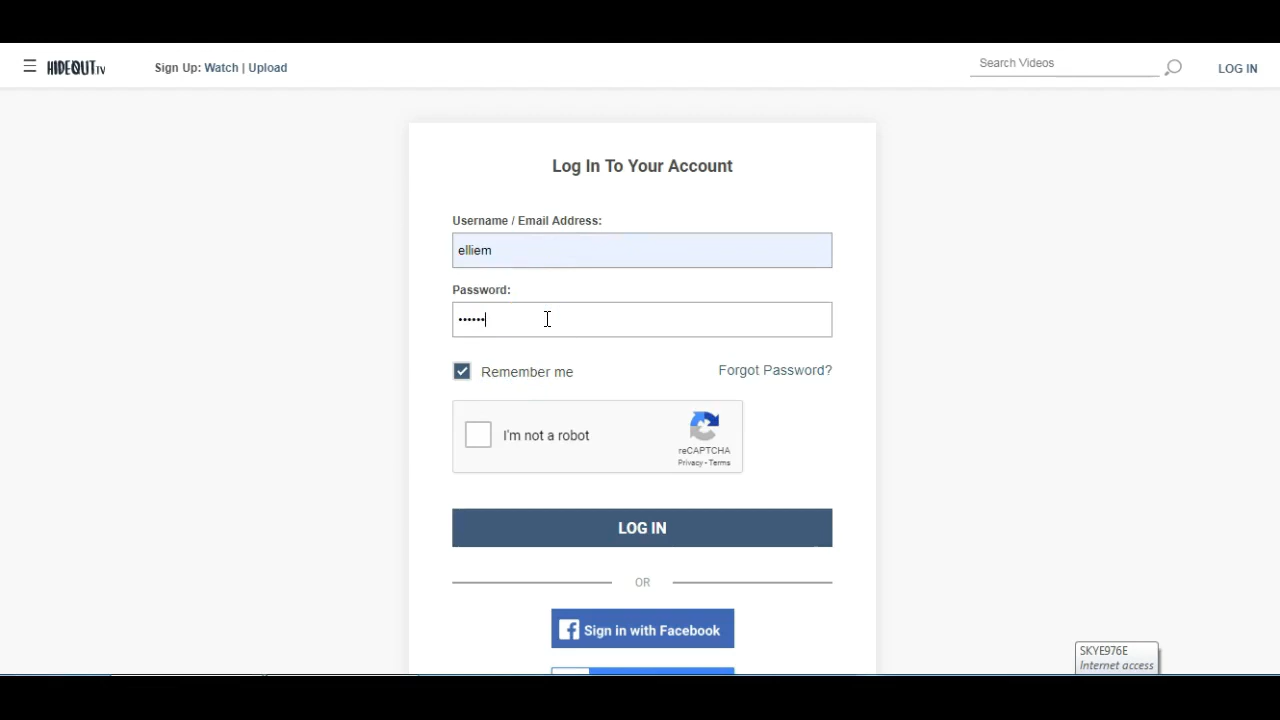 HIDEOUT TV
Sign Up: Watch | Upload
Search Videos
LOG IN
Log In To Your Account
Username / Email Address:
elliem
Password:
••••••
Remember me
Forgot Password?
I'm not a robot
reCAPTCHA
Privacy - Terms
LOG IN
OR
Sign in with Facebook
SKYE976E
Internet access